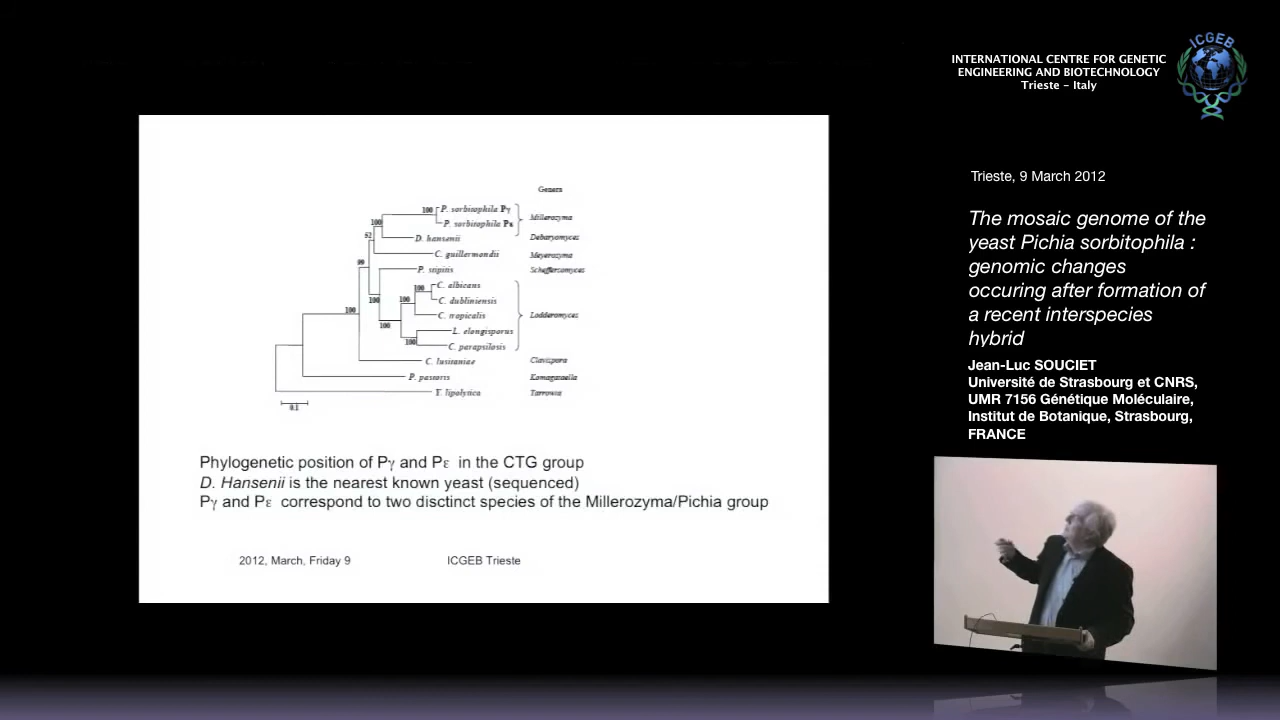 ICGEB
INTERNATIONAL CENTRE FOR GENETIC
ENGINEERING AND BIOTECHNOLOGY
Trieste - Italy
Trieste, 9 March 2012
The mosaic genome of the
yeast Pichia sorbitophila :
genomic changes
occuring after formation of
a recent interspecies
hybrid
Jean-Luc SOUCIET
Université de Strasbourg et CNRS,
UMR 7156 Génétique Moléculaire,
Institut de Botanique, Strasbourg,
FRANCE
Genera
100 P. sorbitophila Pγ
P. sorbitophila Pε
Millerozyma
100
52
D. hansenii Debaryomyces
C. guilliermondii Meyerozyma
99
P. stipitis Scheffersomyces
100
100 C. albicans
100 C. dubliniensis
C. tropicalis Lodderomyces
100
100
L. elongisporus
100 C. parapsilosis
C. lusitaniae Clavispora
P. pastoris Komagataella
Y. lipolytica Yarrowia
0.1
Phylogenetic position of Pγ and Pε in the CTG group
D. Hansenii is the nearest known yeast (sequenced)
Pγ and Pε correspond to two disctinct species of the Millerozyma/Pichia group
2012, March, Friday 9 ICGEB Trieste